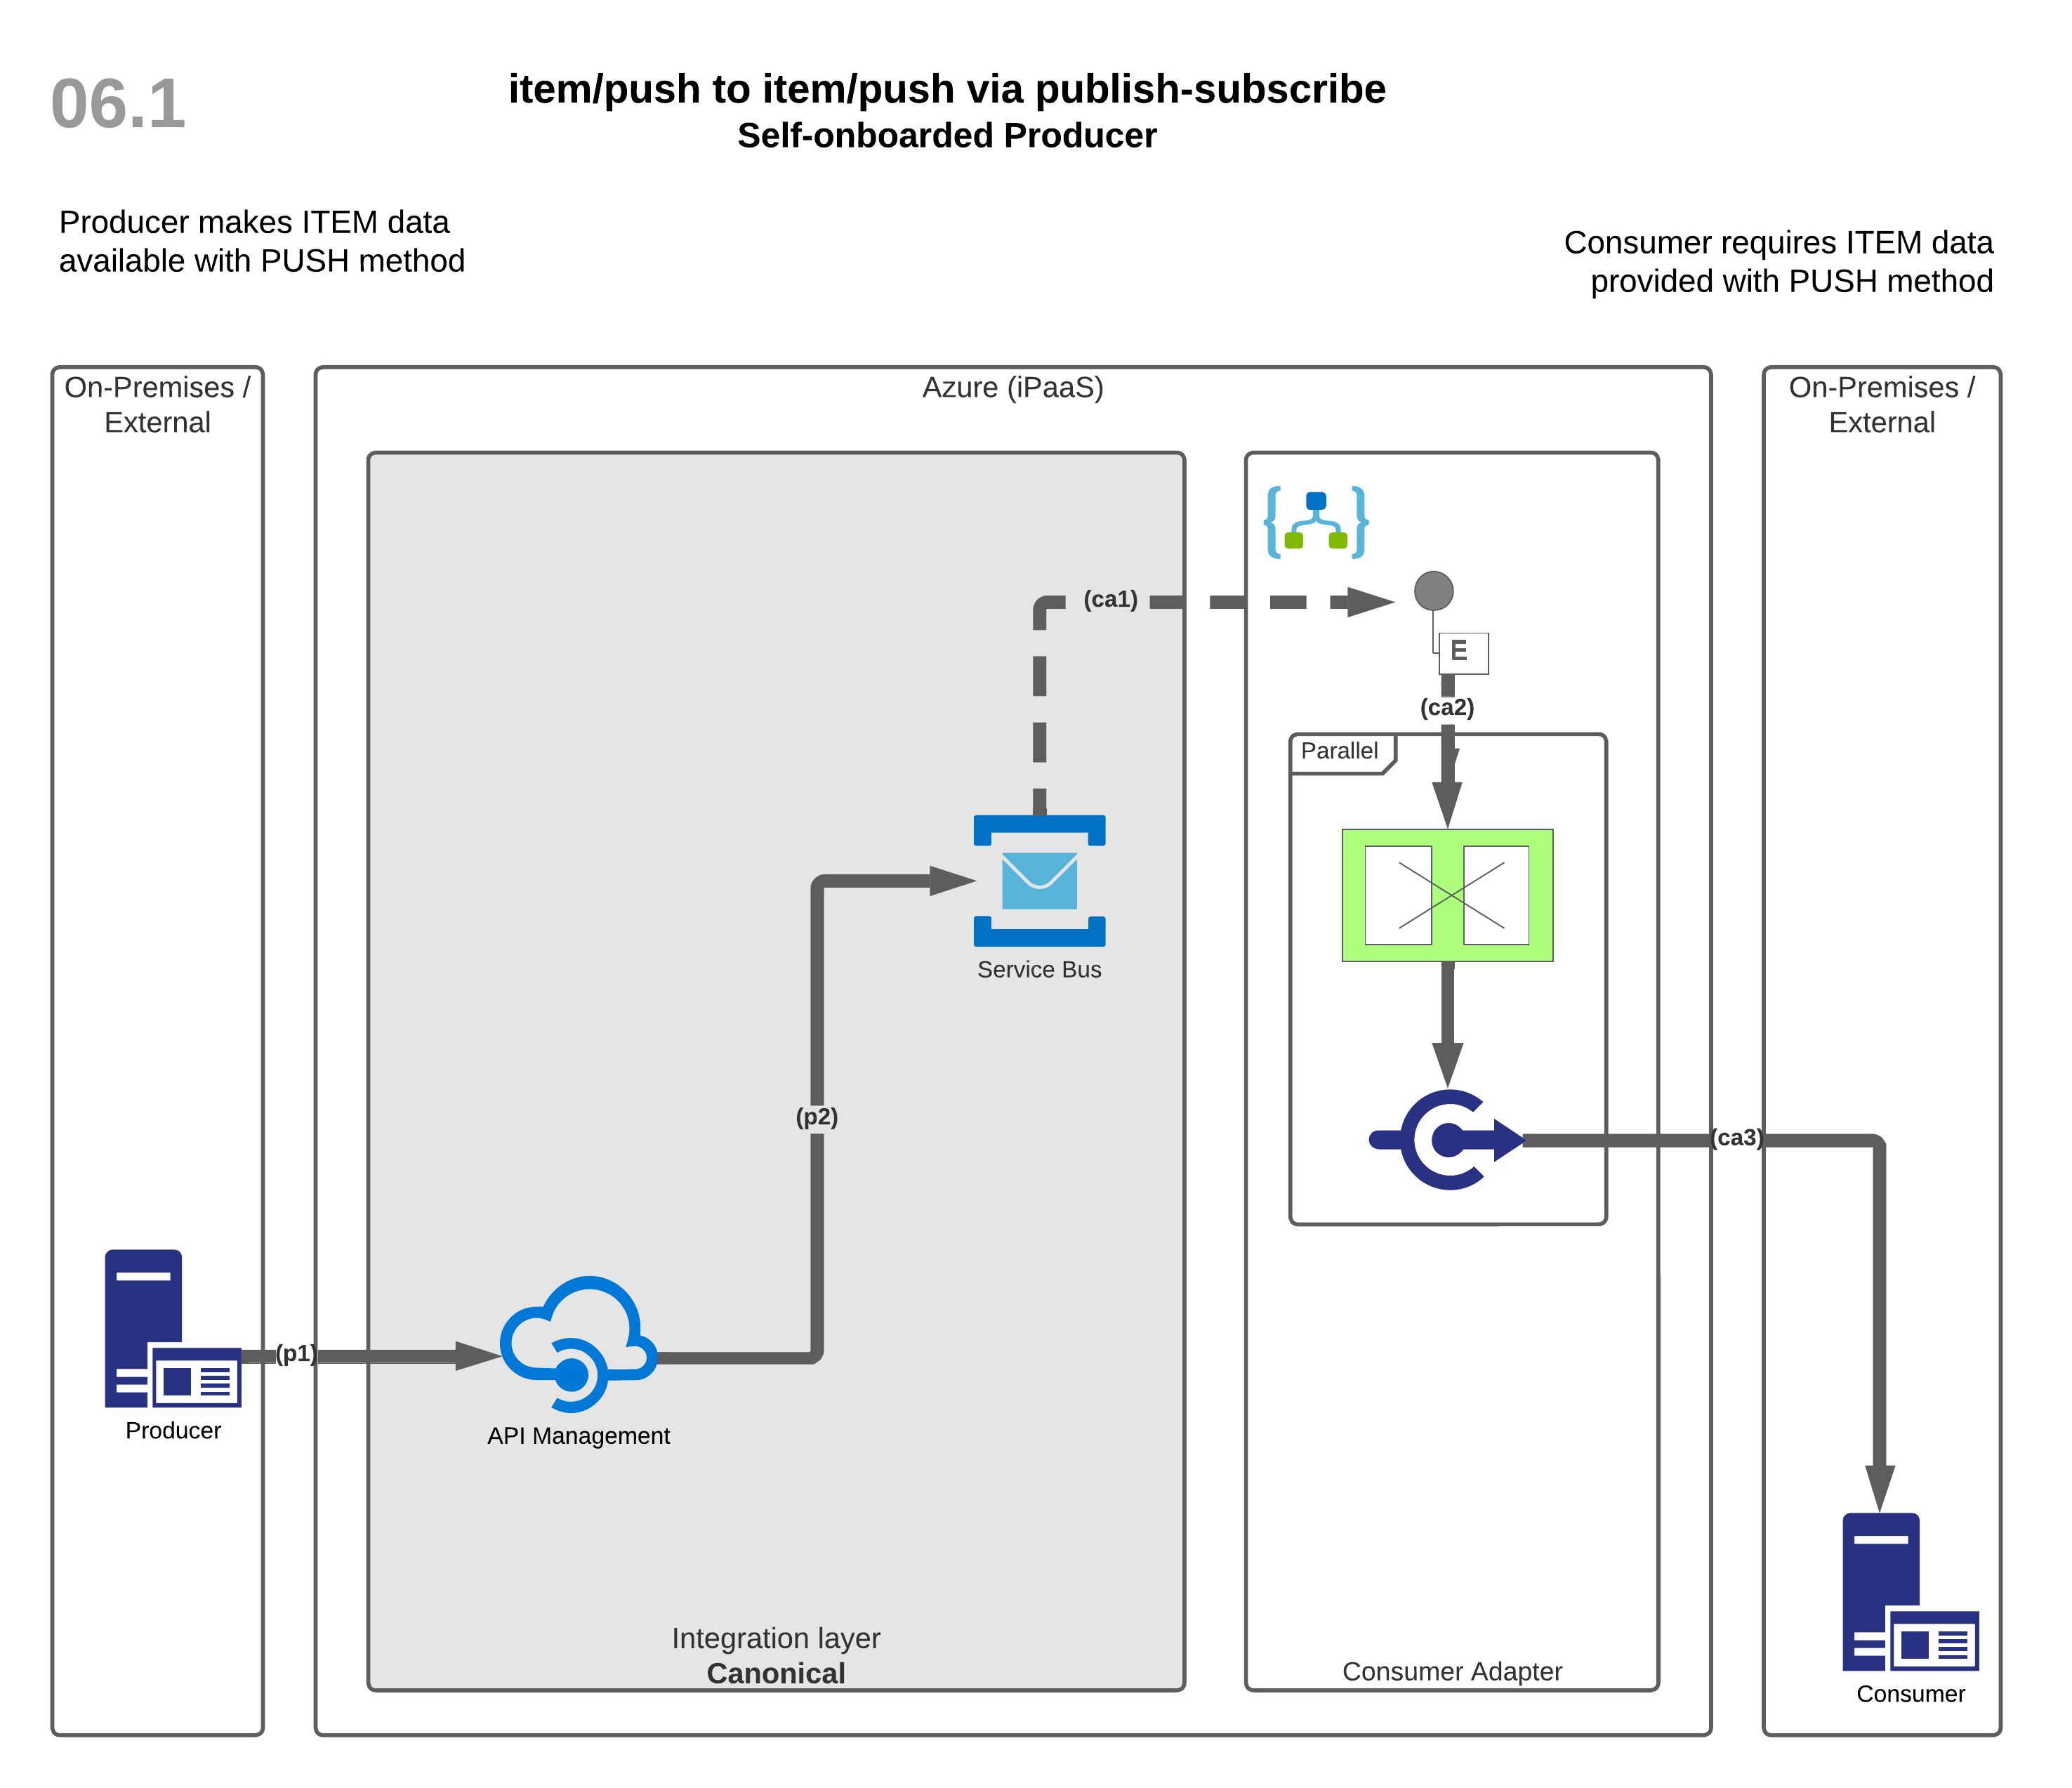 06.1
item/push to item/push via publish-subscribe
Self-onboarded Producer
Producer makes ITEM data
available with PUSH method
Consumer requires ITEM data
provided with PUSH method
On-Premises /
External
Azure (iPaaS)
On-Premises /
External
(ca1)
E
(ca2)
Parallel
Service Bus
(p2)
(ca3)
(p1)
Producer
API Management
Integration layer
Canonical
Consumer Adapter
Consumer